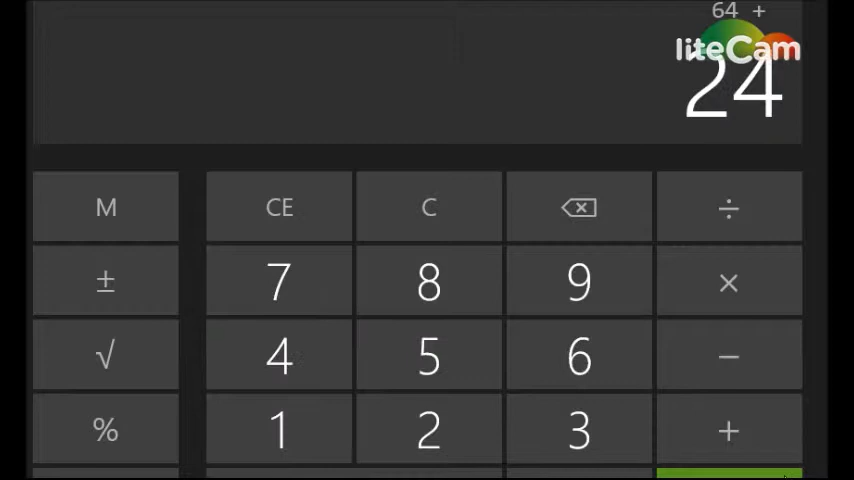 64 +
liteCam
24
M CE C ÷
± 7 8 9 ×
√ 4 5 6 −
% 1 2 3 +